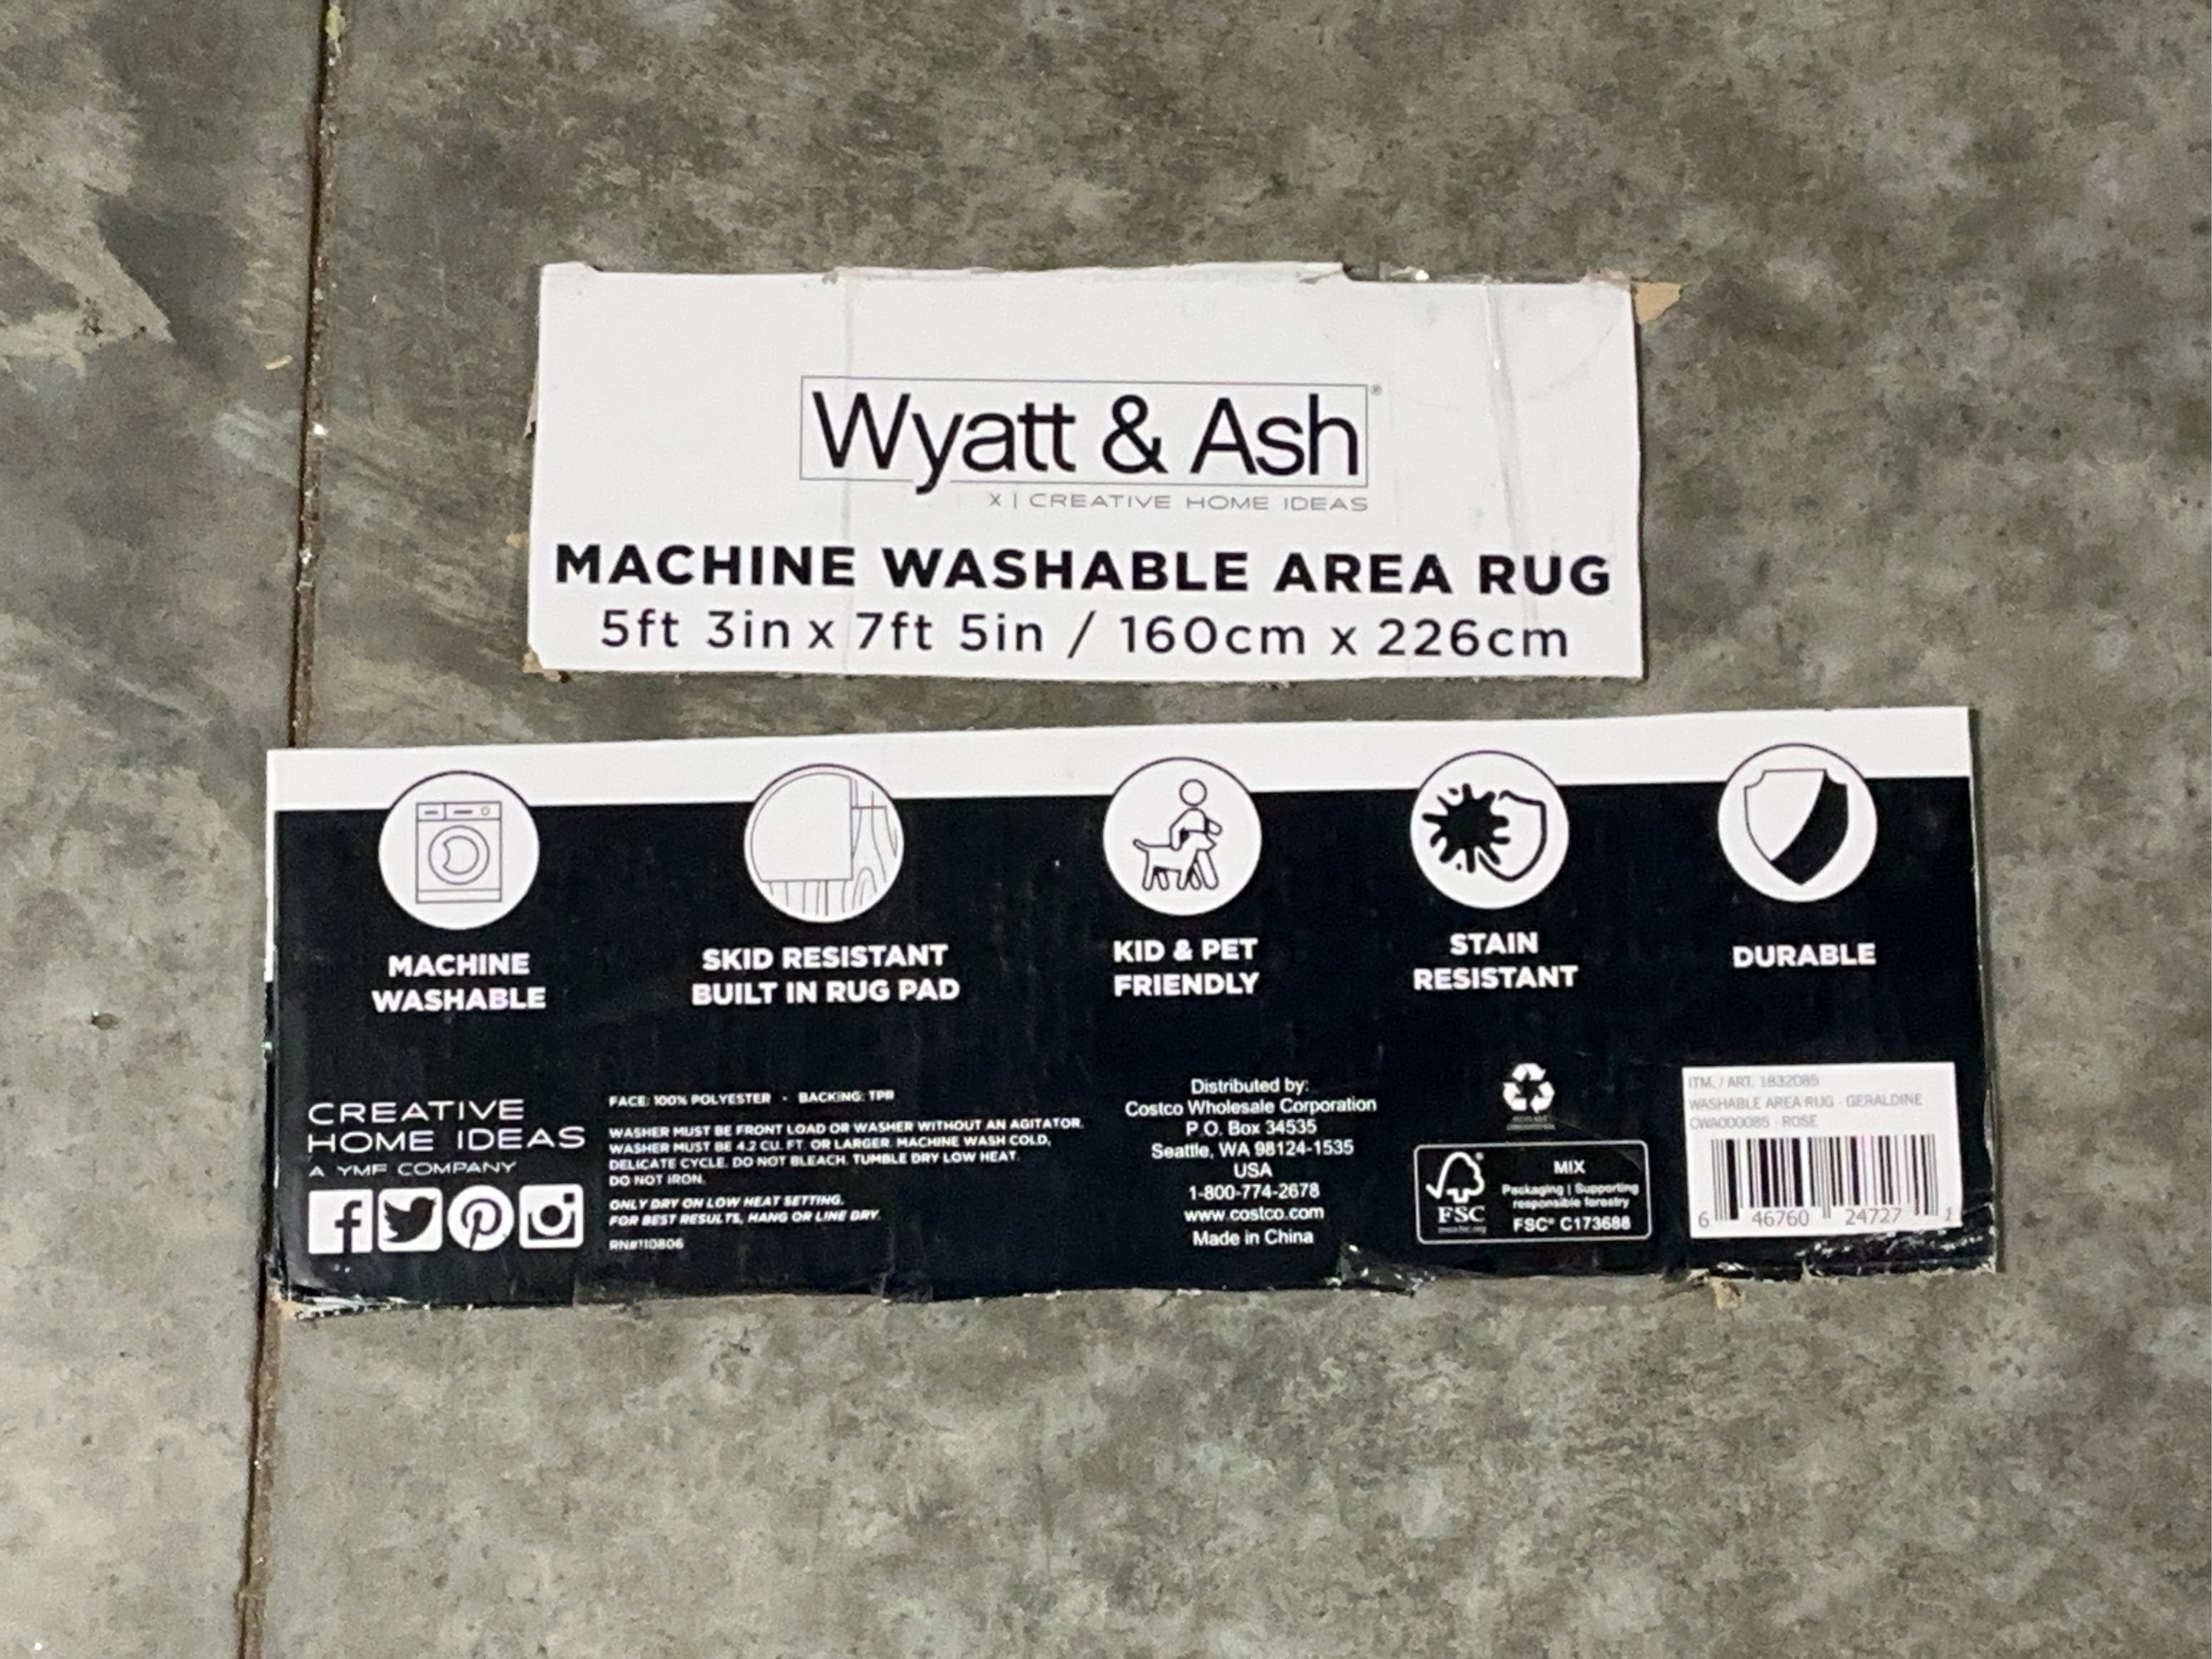 Wyatt & Ash®
X | CREATIVE HOME IDEAS
MACHINE WASHABLE AREA RUG
5ft 3in x 7ft 5in / 160cm x 226cm
MACHINE
WASHABLE
SKID RESISTANT
BUILT IN RUG PAD
KID & PET
FRIENDLY
STAIN
RESISTANT
DURABLE
CREATIVE
HOME IDEAS
A YMF COMPANY
FACE: 100% POLYESTER - BACKING: TPR
WASHER MUST BE FRONT LOAD OR WASHER WITHOUT AN AGITATOR.
WASHER MUST BE 4.2 CU. FT. OR LARGER. MACHINE WASH COLD,
DELICATE CYCLE. DO NOT BLEACH. TUMBLE DRY LOW HEAT.
DO NOT IRON.
ONLY DRY ON LOW HEAT SETTING.
FOR BEST RESULTS, HANG OR LINE DRY.
RN#110806
Distributed by:
Costco Wholesale Corporation
P.O. Box 34535
Seattle, WA 98124-1535
USA
1-800-774-2678
www.costco.com
Made in China
FSC
MIX
Packaging | Supporting
responsible forestry
FSC® C173688
ITM. / ART. 1832085
WASHABLE AREA RUG - GERALDINE
CWA000085 - ROSE
6 46760 24727 1